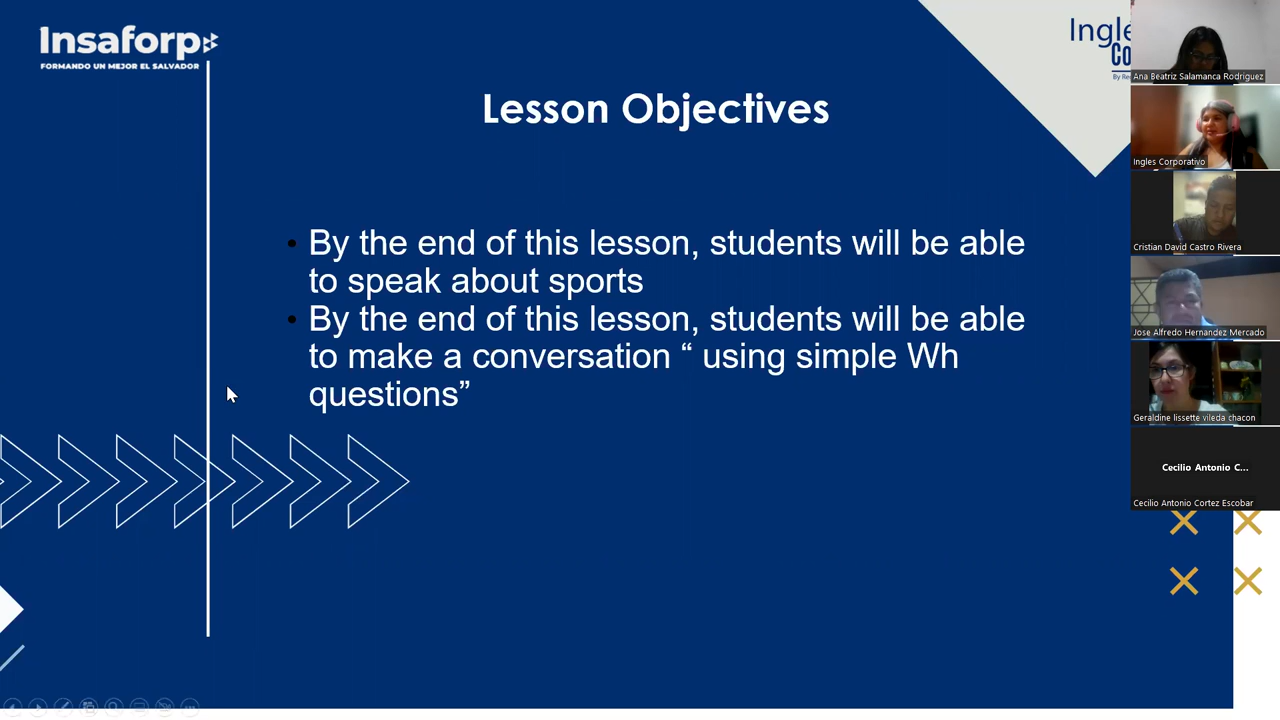 Insaforp
FORMANDO UN MEJOR EL SALVADOR
Lesson Objectives
• By the end of this lesson, students will be able
to speak about sports
• By the end of this lesson, students will be able
to make a conversation “ using simple Wh
questions”
Ana Beatriz Salamanca Rodriguez
Ingles Corporativo
Cristian David Castro Rivera
Jose Alfredo Hernandez Mercado
Geraldine lissette vileda chacon
Cecilio Antonio C...
Cecilio Antonio Cortez Escobar